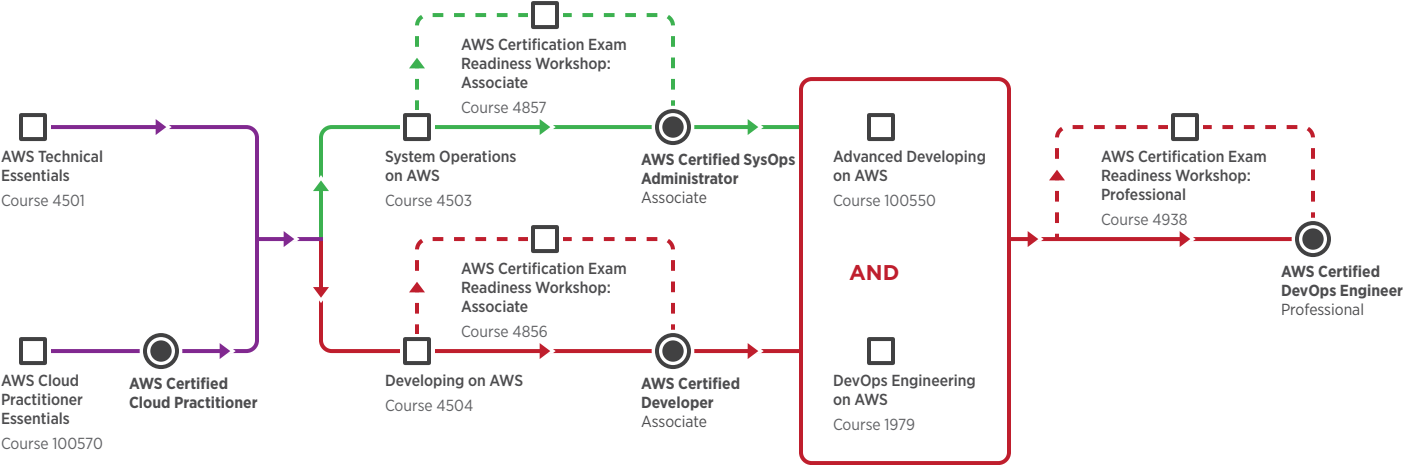 AWS Technical
Essentials
Course 4501
AWS Cloud
Practitioner
Essentials
Course 100570
AWS Certified
Cloud Practitioner
AWS Certification Exam
Readiness Workshop:
Associate
Course 4857
System Operations
on AWS
Course 4503
AWS Certified SysOps
Administrator
Associate
AWS Certification Exam
Readiness Workshop:
Associate
Course 4856
Developing on AWS
Course 4504
AWS Certified
Developer
Associate
Advanced Developing
on AWS
Course 100550
AND
DevOps Engineering
on AWS
Course 1979
AWS Certification Exam
Readiness Workshop:
Professional
Course 4938
AWS Certified
DevOps Engineer
Professional